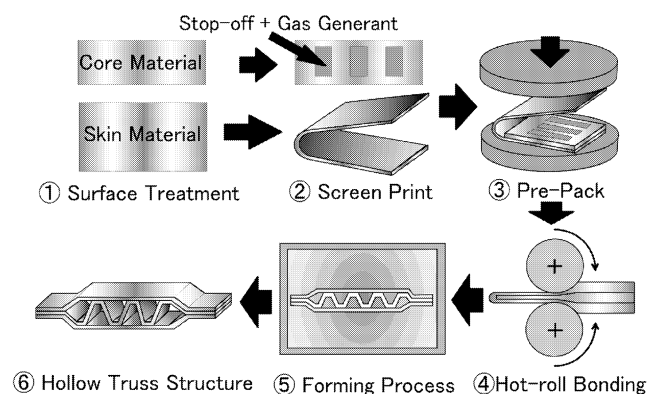 Stop-off + Gas Generant
Core Material
Skin Material
① Surface Treatment
② Screen Print
③ Pre-Pack
⑥ Hollow Truss Structure
⑤ Forming Process
④Hot-roll Bonding